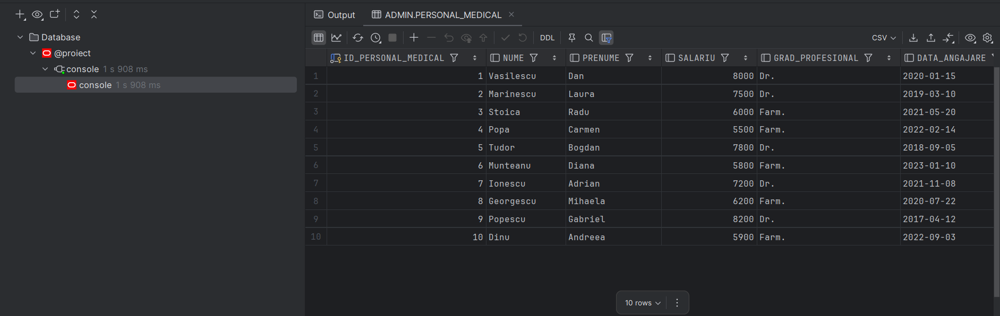 Output ADMIN.PERSONAL_MEDICAL
Database
@proiect
console 1 s 908 ms
console 1 s 908 ms
DDL CSV
ID_PERSONAL_MEDICAL NUME PRENUME SALARIU GRAD_PROFESIONAL DATA_ANGAJARE
1 1 Vasilescu Dan 8000 Dr. 2020-01-15
2 2 Marinescu Laura 7500 Dr. 2019-03-10
3 3 Stoica Radu 6000 Farm. 2021-05-20
4 4 Popa Carmen 5500 Farm. 2022-02-14
5 5 Tudor Bogdan 7800 Dr. 2018-09-05
6 6 Munteanu Diana 5800 Farm. 2023-01-10
7 7 Ionescu Adrian 7200 Dr. 2021-11-08
8 8 Georgescu Mihaela 6200 Farm. 2020-07-22
9 9 Popescu Gabriel 8200 Dr. 2017-04-12
10 10 Dinu Andreea 5900 Farm. 2022-09-03
10 rows